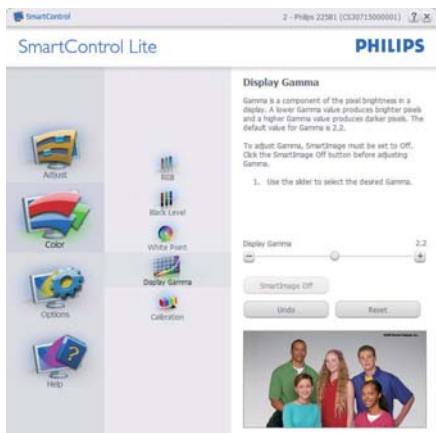 SmartControl
2 - Philips 225B1 (CS30715000001)
? X
SmartControl Lite
PHILIPS
Adjust
Color
Options
Help
RGB
Black Level
White Point
Display Gamma
Calibration
Display Gamma
Gamma is a component of the pixel brightness in a
display. A lower Gamma value produces brighter pixels
and a higher Gamma value produces darker pixels. The
default value for Gamma is 2.2.
To adjust Gamma, SmartImage must be set to Off.
Click the SmartImage Off button before adjusting
Gamma.
1. Use the slider to select the desired Gamma.
Display Gamma 2.2
SmartImage Off
Undo Reset